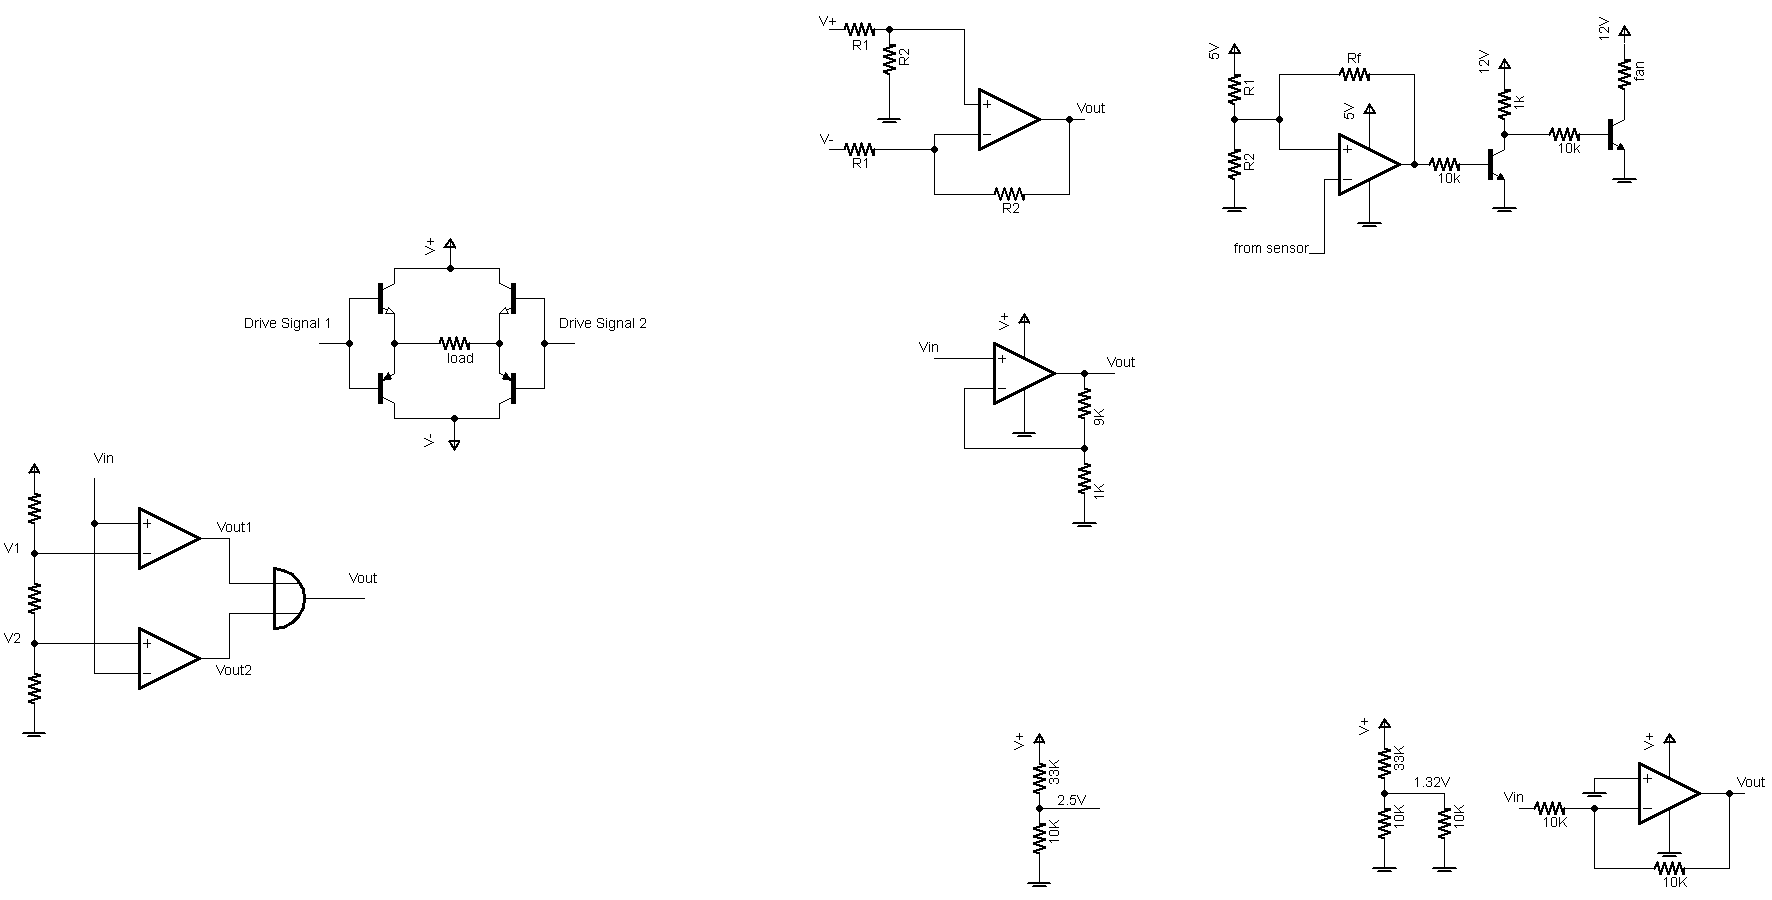 V+
R1
R2
V-
R1
R2
+
−
Vout
5V
R1
R2
Rf
5V
+
−
from sensor
10k
12V
1k
10k
12V
fan
V+
Drive Signal 1
load
Drive Signal 2
V-
Vin
V+
+
−
Vout
9K
1K
Vin
V1
+
−
Vout1
V2
+
−
Vout2
Vout
V+
33K
2.5V
10K
V+
33K
1.32V
10K
10K
Vin
10K
V+
+
−
Vout
10K